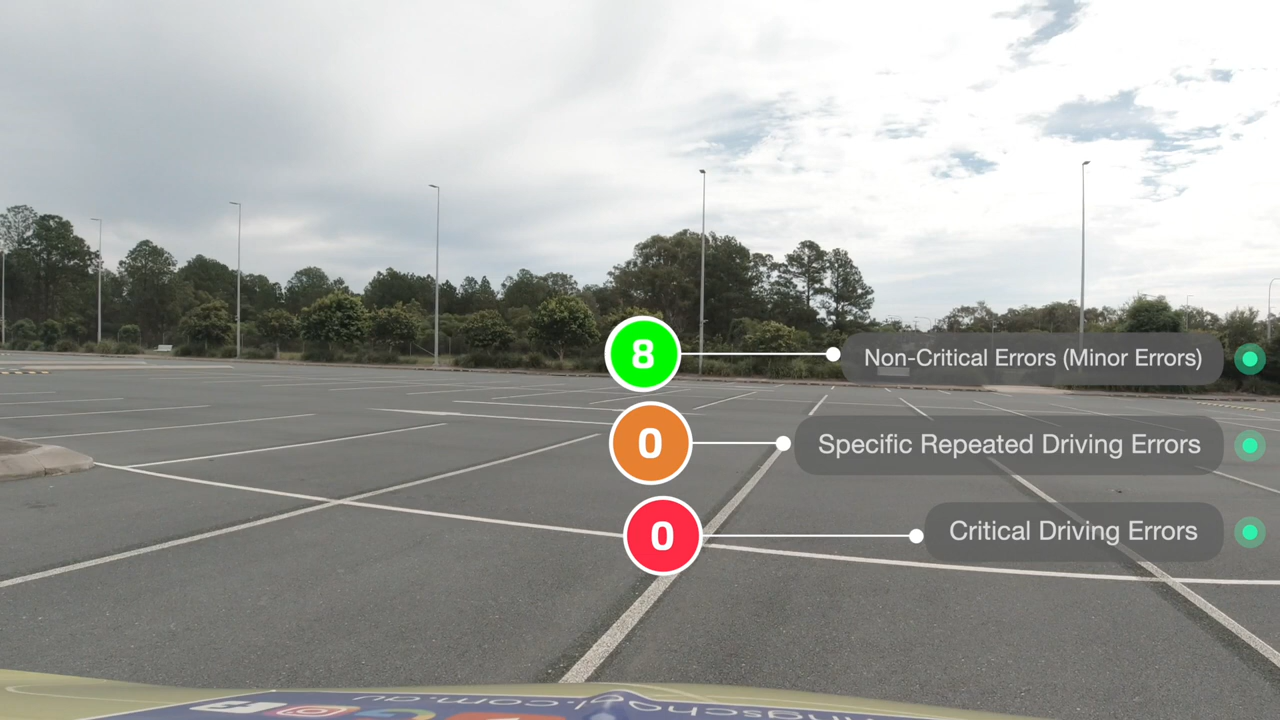 8
Non-Critical Errors (Minor Errors)
0
Specific Repeated Driving Errors
0
Critical Driving Errors